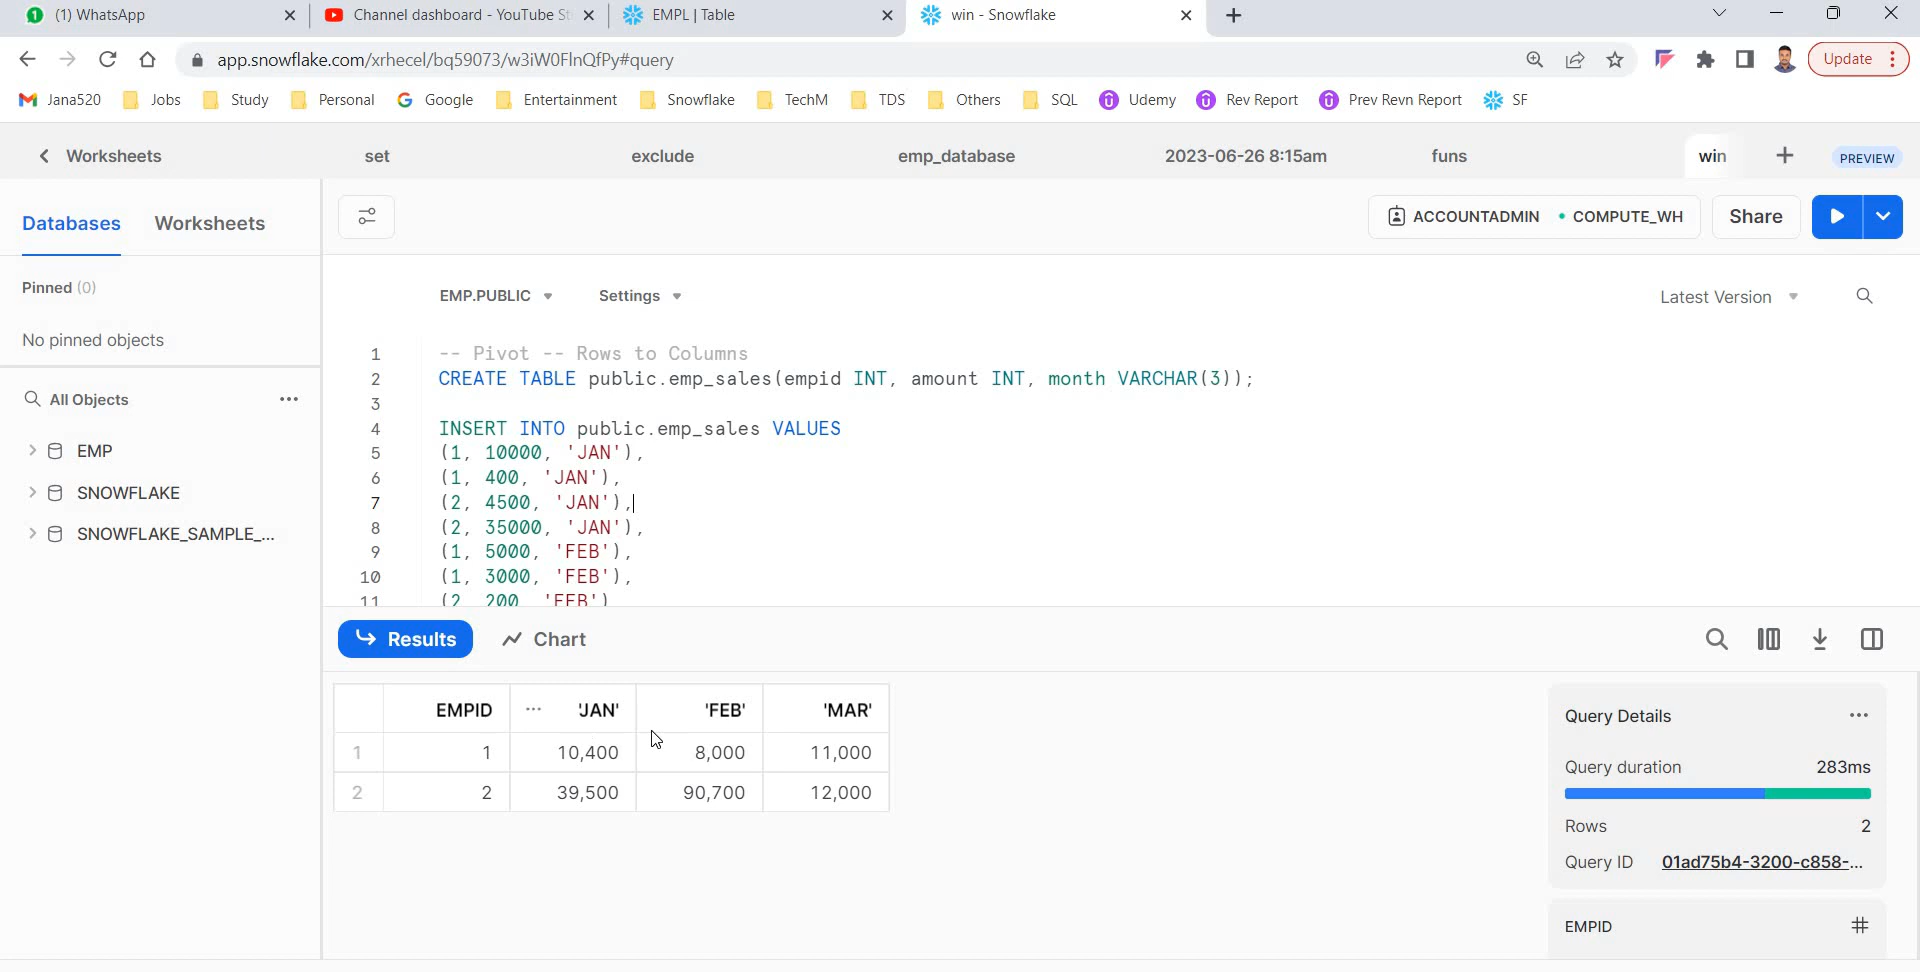 (1) WhatsApp
Channel dashboard - YouTube St
EMPL | Table
win - Snowflake
app.snowflake.com/xrhecel/bq59073/w3iW0FlnQfPy#query
Update
Jana520 Jobs Study Personal Google Entertainment Snowflake TechM TDS Others SQL Udemy Rev Report Prev Revn Report SF
Worksheets set exclude emp_database 2023-06-26 8:15am funs win PREVIEW
Databases Worksheets
ACCOUNTADMIN COMPUTE_WH Share
Pinned (0)
No pinned objects
All Objects
EMP
SNOWFLAKE
SNOWFLAKE_SAMPLE_...
EMP.PUBLIC Settings Latest Version
1 -- Pivot -- Rows to Columns
2 CREATE TABLE public.emp_sales(empid INT, amount INT, month VARCHAR(3));
3
4 INSERT INTO public.emp_sales VALUES
5 (1, 10000, 'JAN'),
6 (1, 400, 'JAN'),
7 (2, 4500, 'JAN'),
8 (2, 35000, 'JAN'),
9 (1, 5000, 'FEB'),
10 (1, 3000, 'FEB'),
11 (2 200 'FEB')
Results Chart
EMPID ... 'JAN' 'FEB' 'MAR'
1 1 10,400 8,000 11,000
2 2 39,500 90,700 12,000
Query Details
Query duration 283ms
Rows 2
Query ID 01ad75b4-3200-c858-...
EMPID